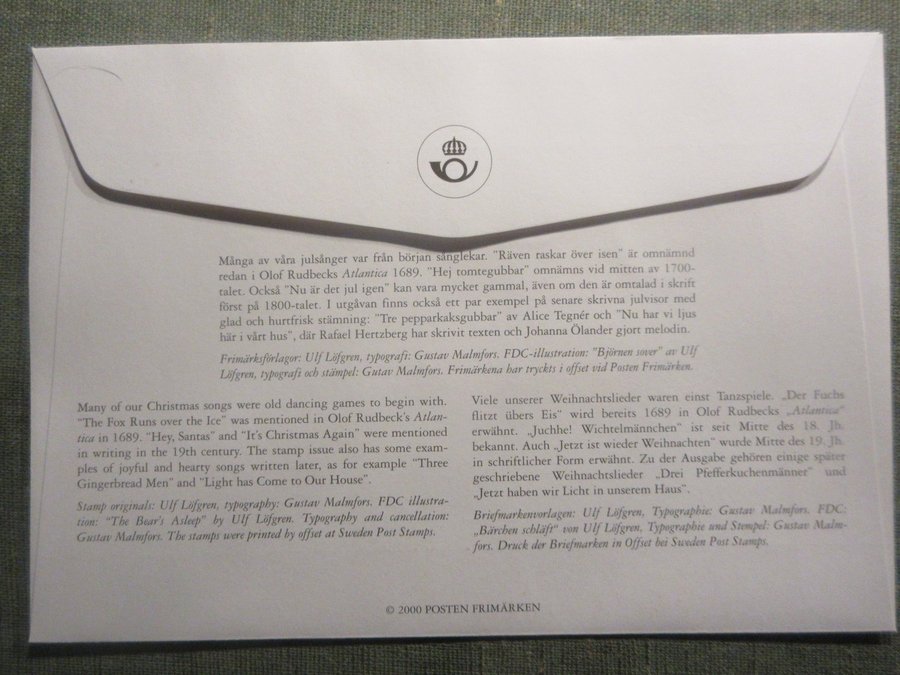 Många av våra julsånger var från början sånglekar. "Räven raskar över isen" är omnämnd
redan i Olof Rudbecks Atlantica 1689. "Hej tomtegubbar" omnämns vid mitten av 1700-
talet. Också "Nu är det jul igen" kan vara mycket gammal, även om den är omtalad i skrift
först på 1800-talet. I utgåvan finns också ett par exempel på senare skrivna julvisor med
glad och hurtfrisk stämning: "Tre pepparkaksgubbar" av Alice Tegnér och "Nu har vi ljus
här i vårt hus", där Rafael Hertzberg har skrivit texten och Johanna Ölander gjort melodin.
Frimärksförlagor: Ulf Löfgren, typografi: Gustav Malmfors. FDC-illustration: "Björnen sover" av Ulf
Löfgren, typografi och stämpel: Gutav Malmfors. Frimärkena har tryckts i offset vid Posten Frimärken.
Many of our Christmas songs were old dancing games to begin with.
"The Fox Runs over the Ice" was mentioned in Olof Rudbeck's Atlan-
tica in 1689. "Hey, Santas" and "It's Christmas Again" were mentioned
in writing in the 19th century. The stamp issue also has some exam-
ples of joyful and hearty songs written later, as for example "Three
Gingerbread Men" and "Light has Come to Our House".
Stamp originals: Ulf Löfgren, typography: Gustav Malmfors. FDC illustra-
tion: "The Bear's Asleep" by Ulf Löfgren. Typography and cancellation:
Gustav Malmfors. The stamps were printed by offset at Sweden Post Stamps.
Viele unserer Weihnachtslieder waren einst Tanzspiele. „Der Fuchs
flitzt übers Eis" wird bereits 1689 in Olof Rudbecks „Atlantica"
erwähnt. „Juchhe! Wichtelmännchen" ist seit Mitte des 18. Jh.
bekannt. Auch „Jetzt ist wieder Weihnachten" wurde Mitte des 19. Jh.
in schriftlicher Form erwähnt. Zu der Ausgabe gehören einige später
geschriebene Weihnachtslieder „Drei Pfefferkuchenmänner" und
„Jetzt haben wir Licht in unserem Haus".
Briefmarkenvorlagen: Ulf Löfgren, Typographie: Gustav Malmfors. FDC:
„Bärchen schläft" von Ulf Löfgren, Typographie und Stempel: Gustav Malm-
fors. Druck der Briefmarken in Offset bei Sweden Post Stamps.
© 2000 POSTEN FRIMÄRKEN